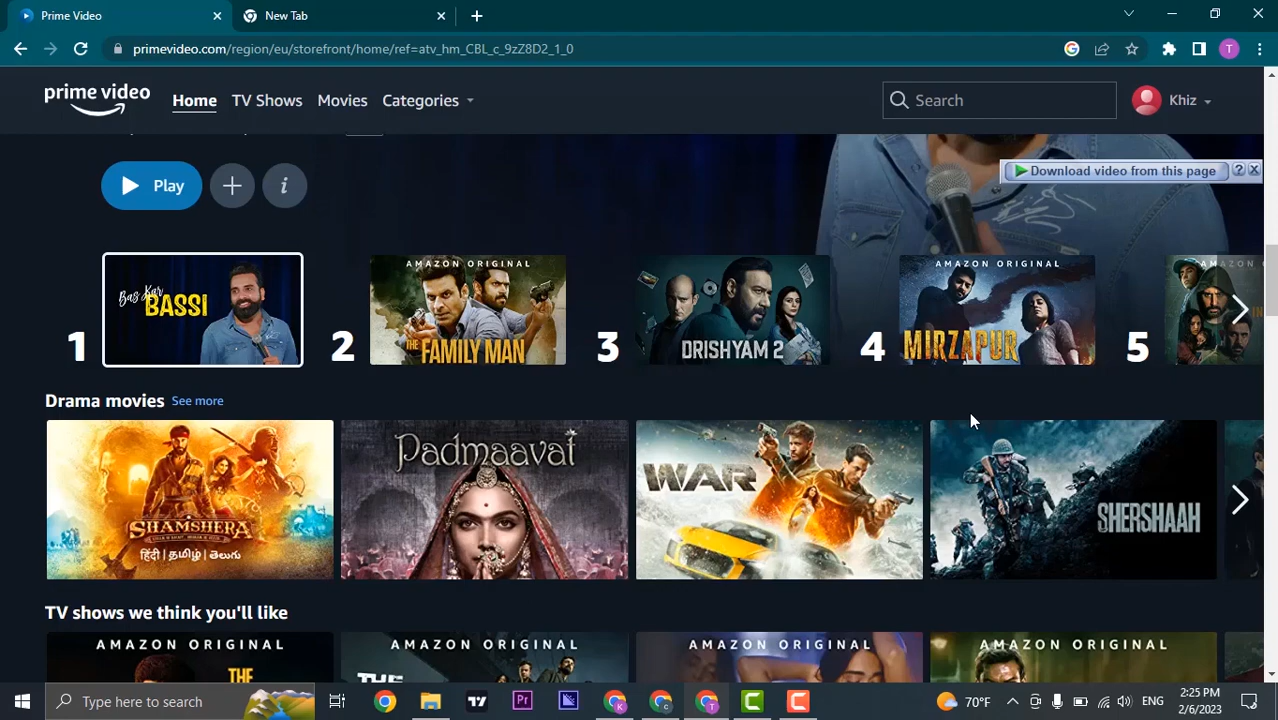 Prime Video
New Tab
primevideo.com/region/eu/storefront/home/ref=atv_hm_CBL_c_9zZ8D2_1_0
T
prime video
Home
TV Shows
Movies
Categories
Search
Khiz
Download video from this page
?
Play
i
1
Bas Kar
BASSI
2
AMAZON ORIGINAL
THE
FAMILY MAN
3
DRISHYAM 2
4
AMAZON ORIGINAL
MIRZAPUR
5
Drama movies See more
SHAMSHERA
हिंदी | தமிழ் | తెలుగు
Padmaavat
WAR
SHERSHAAH
TV shows we think you'll like
AMAZON ORIGINAL
THE
AMAZON ORIGINAL
AMAZON ORIGINAL
AMAZON ORIGINAL
Type here to search
Pr
K
C
T
70°F
ENG
2:25 PM
2/6/2023